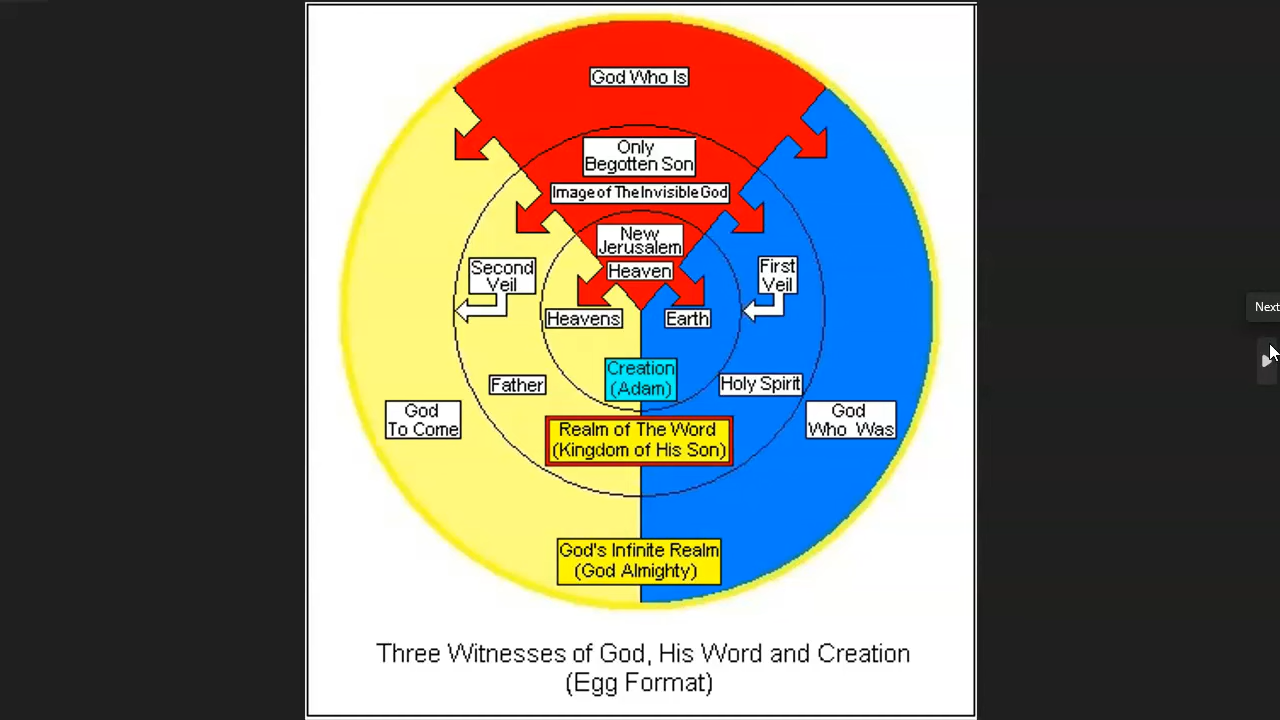 God Who Is
Only
Begotten Son
Image of The Invisible God
New
Jerusalem
Heaven
Second
Veil
First
Veil
Heavens
Earth
Creation
(Adam)
Father
Holy Spirit
God
To Come
God
Who Was
Realm of The Word
(Kingdom of His Son)
God's Infinite Realm
(God Almighty)
Three Witnesses of God, His Word and Creation
(Egg Format)
Next